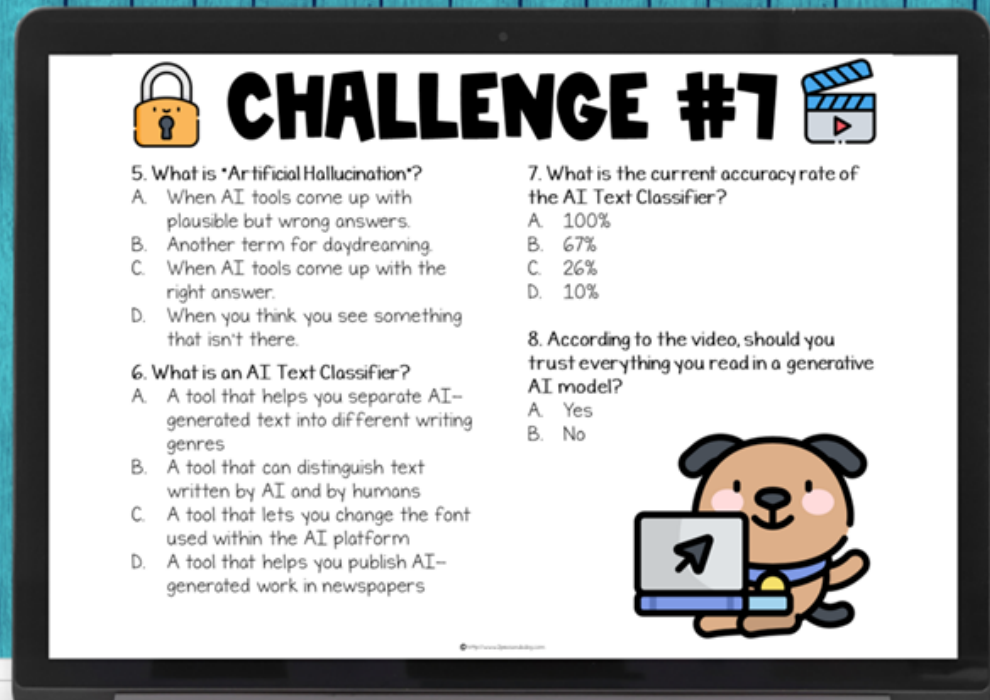 CHALLENGE #7
5. What is "Artificial Hallucination"?
A. When AI tools come up with
plausible but wrong answers.
B. Another term for daydreaming.
C. When AI tools come up with the
right answer.
D. When you think you see something
that isn't there.
6. What is an AI Text Classifier?
A. A tool that helps you separate AI-
generated text into different writing
genres
B. A tool that can distinguish text
written by AI and by humans
C. A tool that lets you change the font
used within the AI platform
D. A tool that helps you publish AI-
generated work in newspapers
7. What is the current accuracy rate of
the AI Text Classifier?
A. 100%
B. 67%
C. 26%
D. 10%
8. According to the video, should you
trust everything you read in a generative
AI model?
A. Yes
B. No